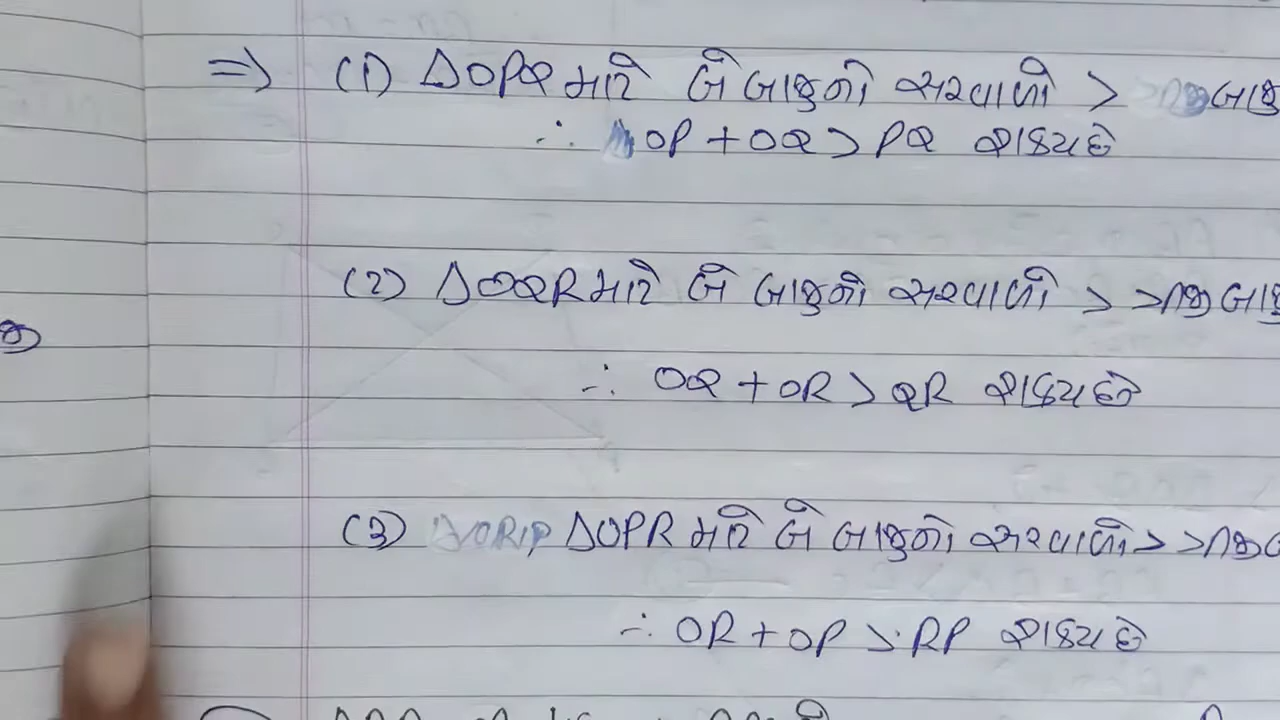 ⇒ (1) ΔOPQ માટે બે બાજુનો સરવાળો > બાજુ
∴ OP + OQ > PQ શક્ય છે
(2) ΔOQR માટે બે બાજુનો સરવાળો > ત્રીજી
∴ OQ + OR > QR શક્ય છે
(3) ΔOPR માટે બે બાજુનો સરવાળો > ત્રીજી
∴ OR + OP > RP શક્ય છે